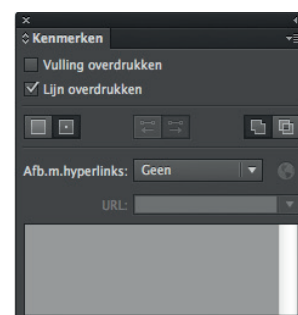 Kenmerken
Vulling overdrukken
Lijn overdrukken
Afb.m.hyperlinks: Geen
URL: